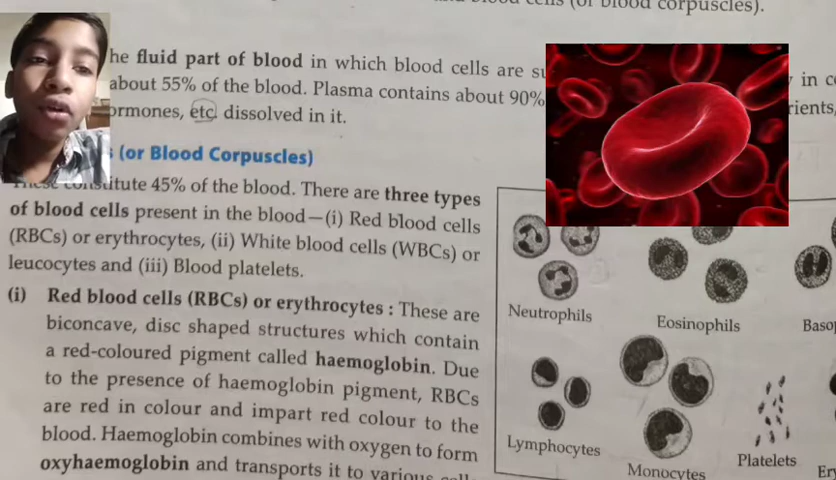 blood cells (or blood corpuscles).
he fluid part of blood in which blood cells are su
about 55% of the blood. Plasma contains about 90%
y in c
ormones, etc. dissolved in it.
rients,
(or Blood Corpuscles)
These constitute 45% of the blood. There are three types
of blood cells present in the blood—(i) Red blood cells
(RBCs) or erythrocytes, (ii) White blood cells (WBCs) or
leucocytes and (iii) Blood platelets.
(i) Red blood cells (RBCs) or erythrocytes : These are
biconcave, disc shaped structures which contain
a red-coloured pigment called haemoglobin. Due
to the presence of haemoglobin pigment, RBCs
are red in colour and impart red colour to the
blood. Haemoglobin combines with oxygen to form
oxyhaemoglobin and transports it to various
Neutrophils
Eosinophils
Baso
Lymphocytes
Monocytes
Platelets
Ery